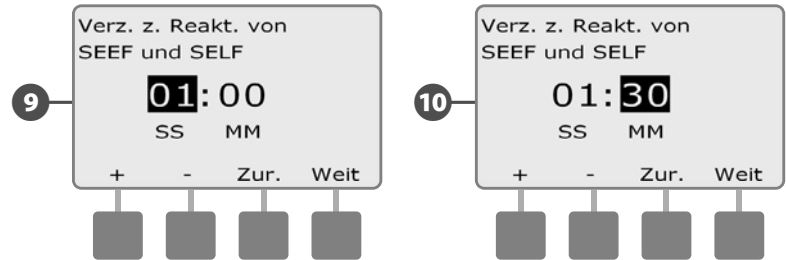 9
Verz. z. Reakt. von
SEEF und SELF
01:00
SS MM
+ - Zur. Weit
10
Verz. z. Reakt. von
SEEF und SELF
01:30
SS MM
+ - Zur. Weit